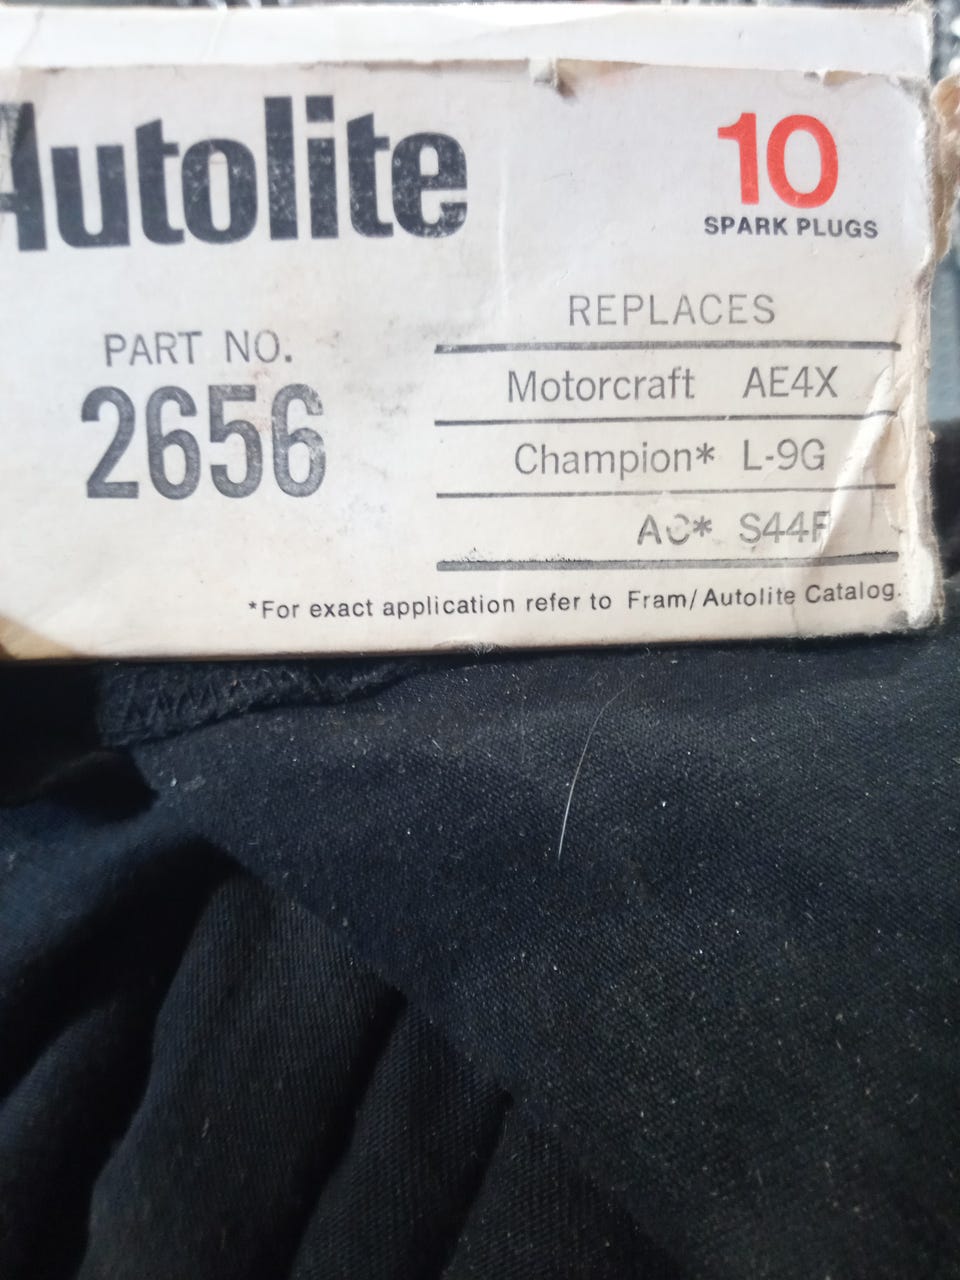 Autolite
10
SPARK PLUGS
PART NO.
2656
REPLACES
Motorcraft AE4X
Champion* L-9G
AC* S44F
*For exact application refer to Fram/Autolite Catalog.